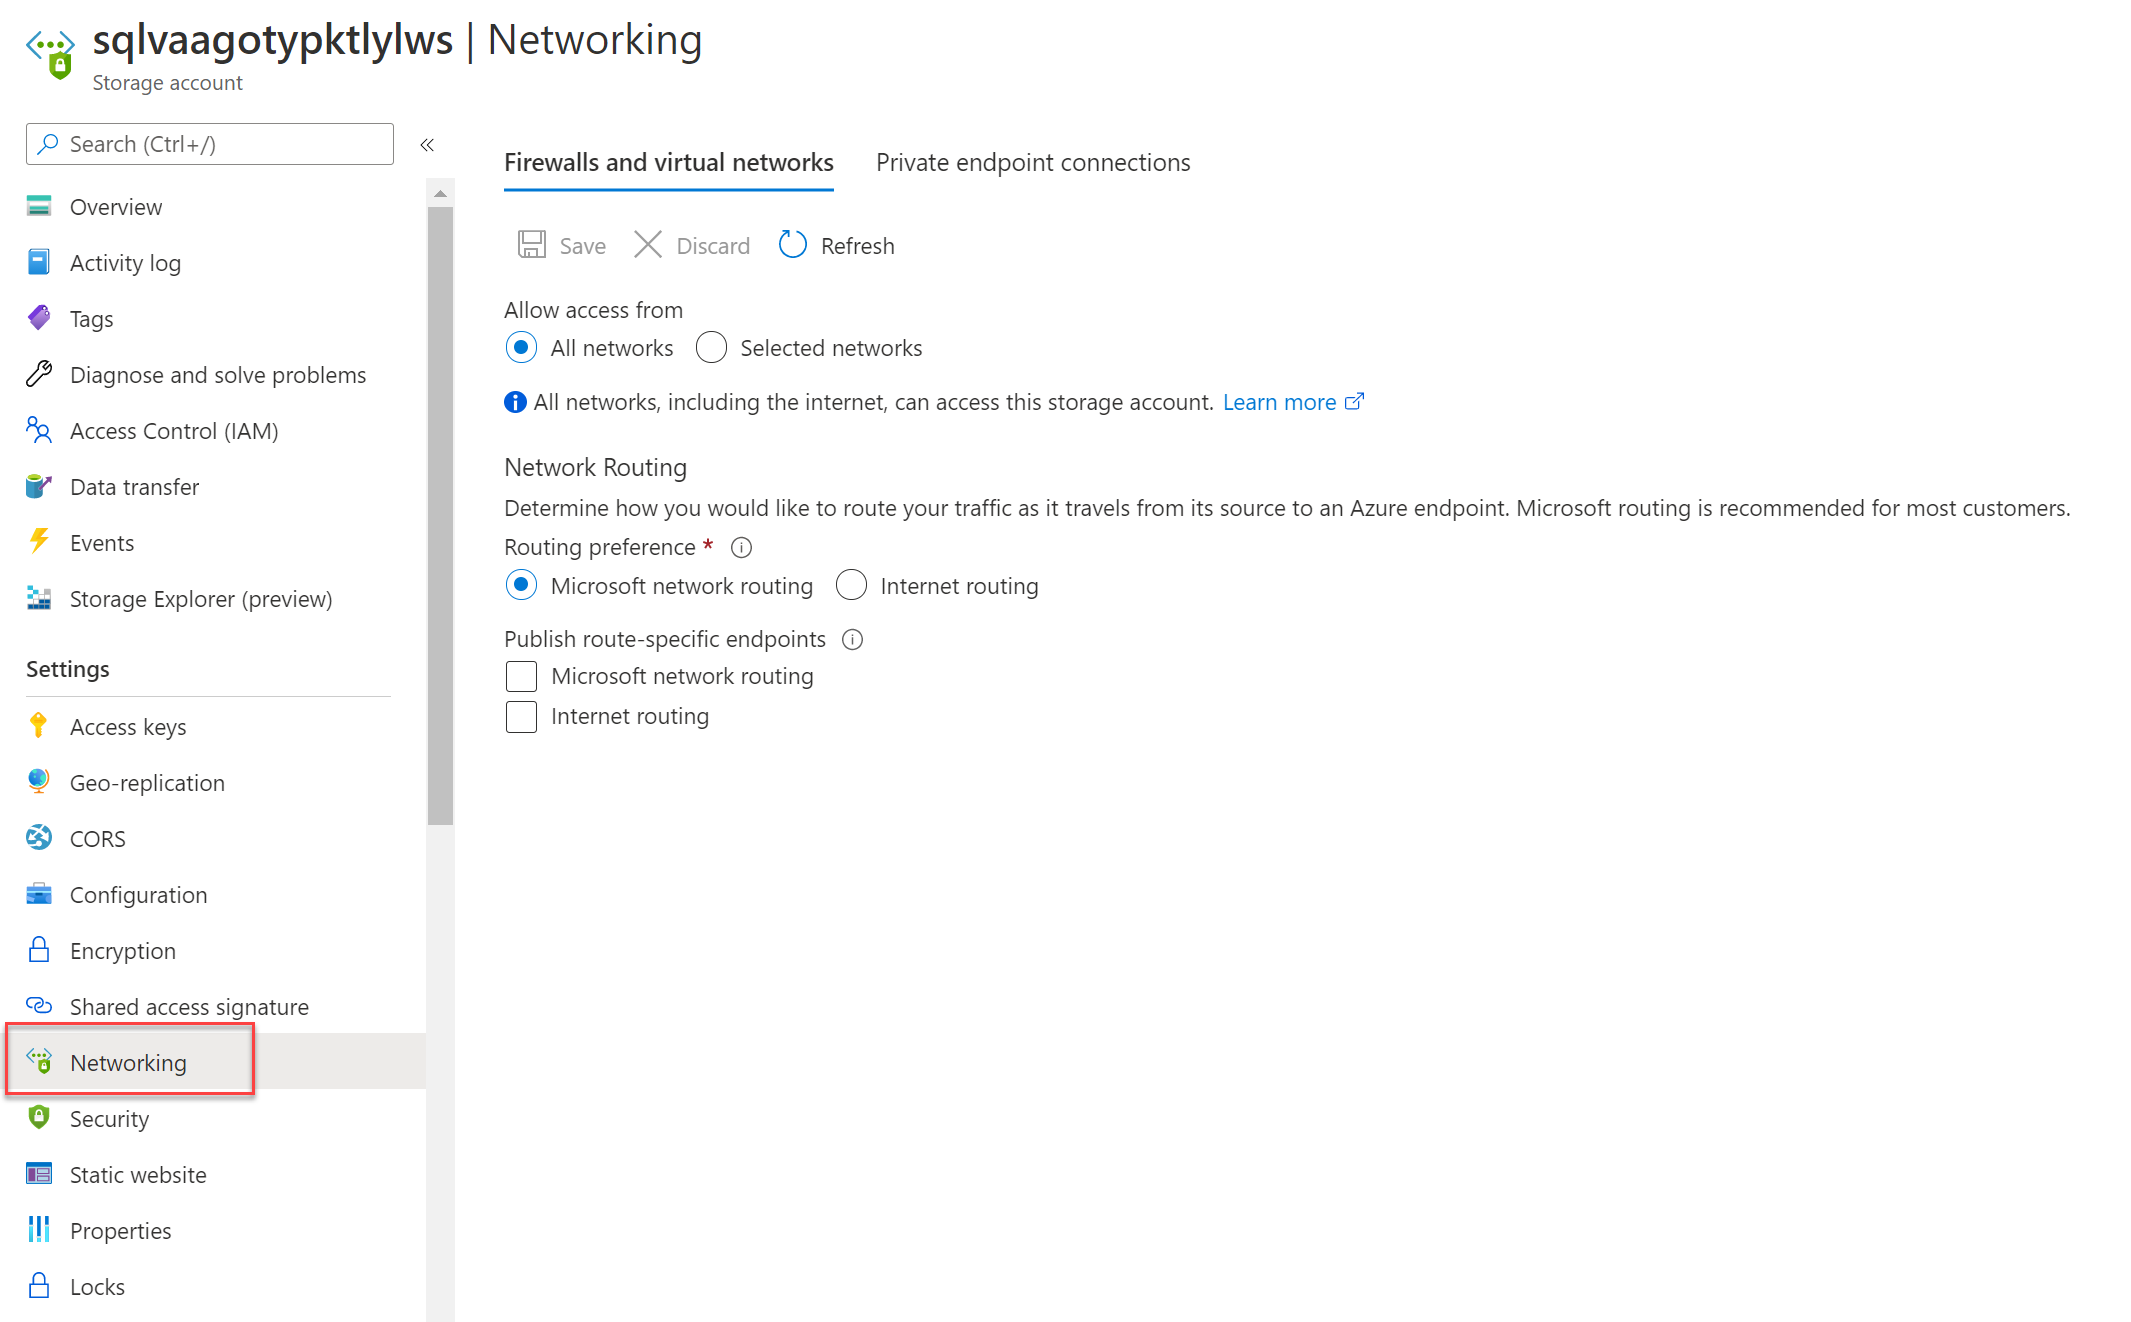 sqlvaagotypktlylws | Networking
Storage account
Search (Ctrl+/)
«
Overview
Activity log
Tags
Diagnose and solve problems
Access Control (IAM)
Data transfer
Events
Storage Explorer (preview)
Settings
Access keys
Geo-replication
CORS
Configuration
Encryption
Shared access signature
Networking
Security
Static website
Properties
Locks
Firewalls and virtual networks Private endpoint connections
Save Discard Refresh
Allow access from
All networks Selected networks
All networks, including the internet, can access this storage account. Learn more
Network Routing
Determine how you would like to route your traffic as it travels from its source to an Azure endpoint. Microsoft routing is recommended for most customers.
Routing preference *
Microsoft network routing Internet routing
Publish route-specific endpoints
Microsoft network routing
Internet routing